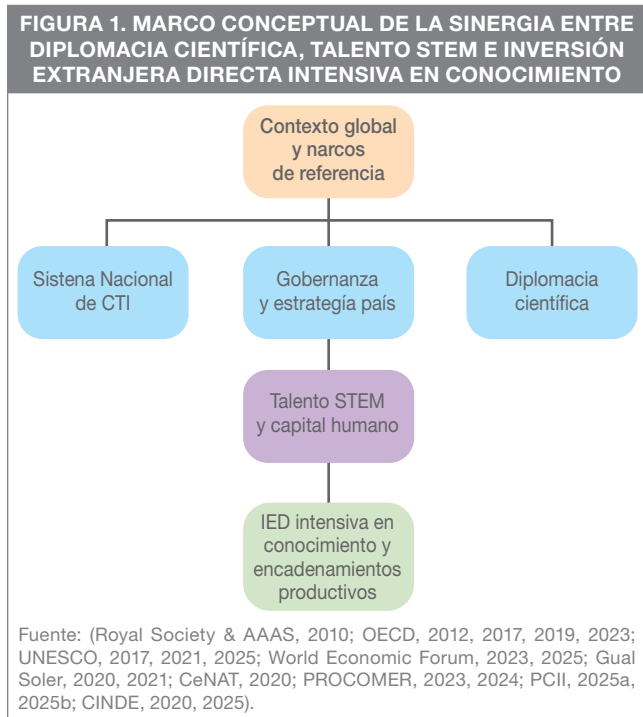 FIGURA 1. MARCO CONCEPTUAL DE LA SINERGIA ENTRE
DIPLOMACIA CIENTÍFICA, TALENTO STEM E INVERSIÓN
EXTRANJERA DIRECTA INTENSIVA EN CONOCIMIENTO
Contexto global
y narcos
de referencia
Sistena Nacional
de CTI
Gobernanza
y estrategía país
Diplomacia
científica
Talento STEM
y capital humano
IED intensiva en
conocimiento y
encadenamientos
productivos
Fuente: (Royal Society & AAAS, 2010; OECD, 2012, 2017, 2019, 2023;
UNESCO, 2017, 2021, 2025; World Economic Forum, 2023, 2025; Gual
Soler, 2020, 2021; CeNAT, 2020; PROCOMER, 2023, 2024; PCII, 2025a,
2025b; CINDE, 2020, 2025).